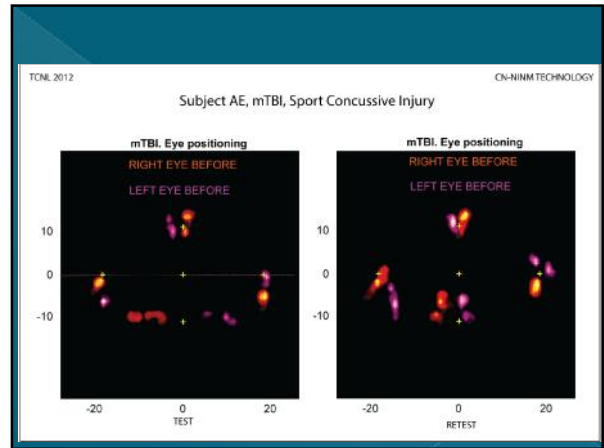 TCNL 2012 CN-NINM TECHNOLOGY
Subject AE, mTBI, Sport Concussive Injury
mTBI. Eye positioning
RIGHT EYE BEFORE
LEFT EYE BEFORE
10
0
-10
-20 0 20
TEST
mTBI. Eye positioning
RIGHT EYE BEFORE
LEFT EYE BEFORE
10
0
-10
-20 0 20
RETEST